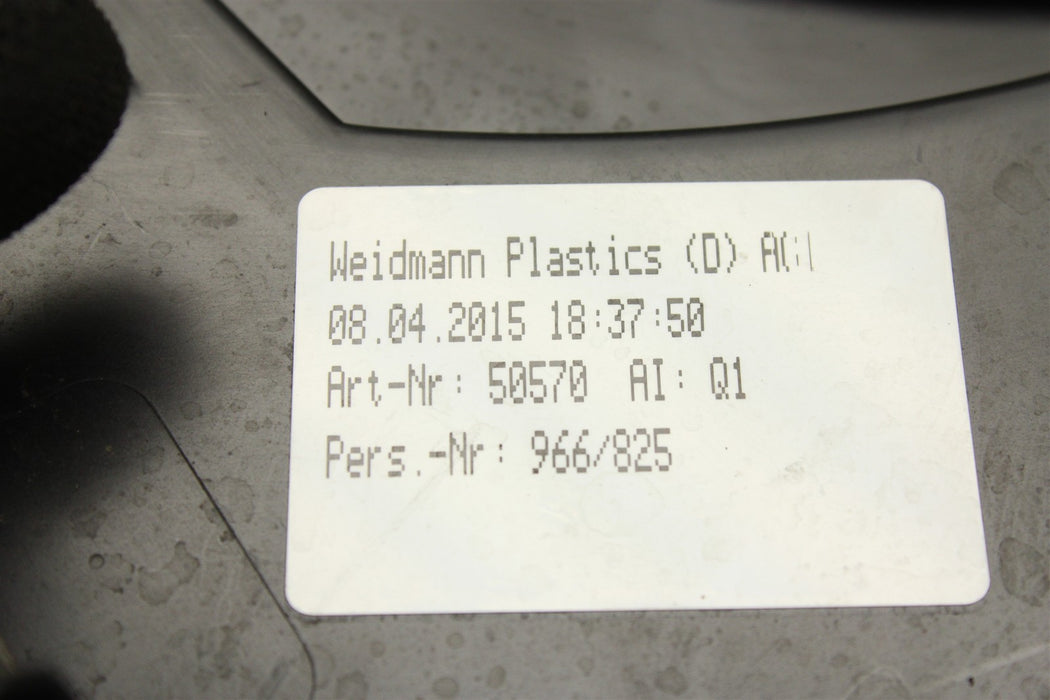 Weidmann Plastics (D) AG
08.04.2015 18:37:50
Art-Nr: 50570 AI: Q1
Pers.-Nr: 966/825